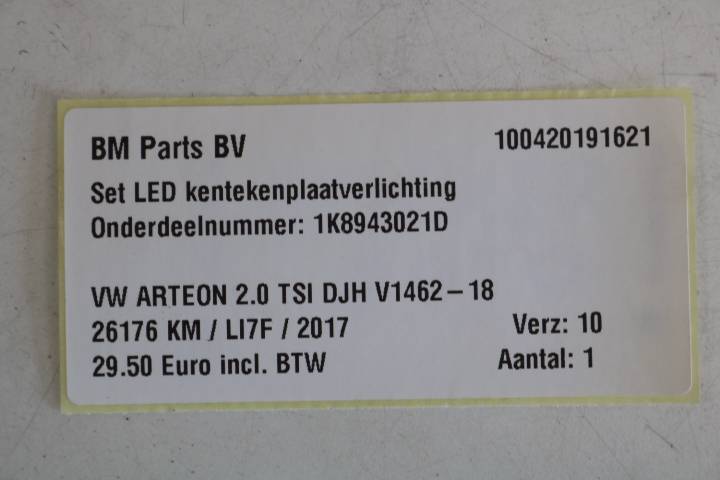 BM Parts BV 100420191621
Set LED kentekenplaatverlichting
Onderdeelnummer: 1K8943021D
VW ARTEON 2.0 TSI DJH V1462-18
26176 KM / LI7F / 2017 Verz: 10
29.50 Euro incl. BTW Aantal: 1